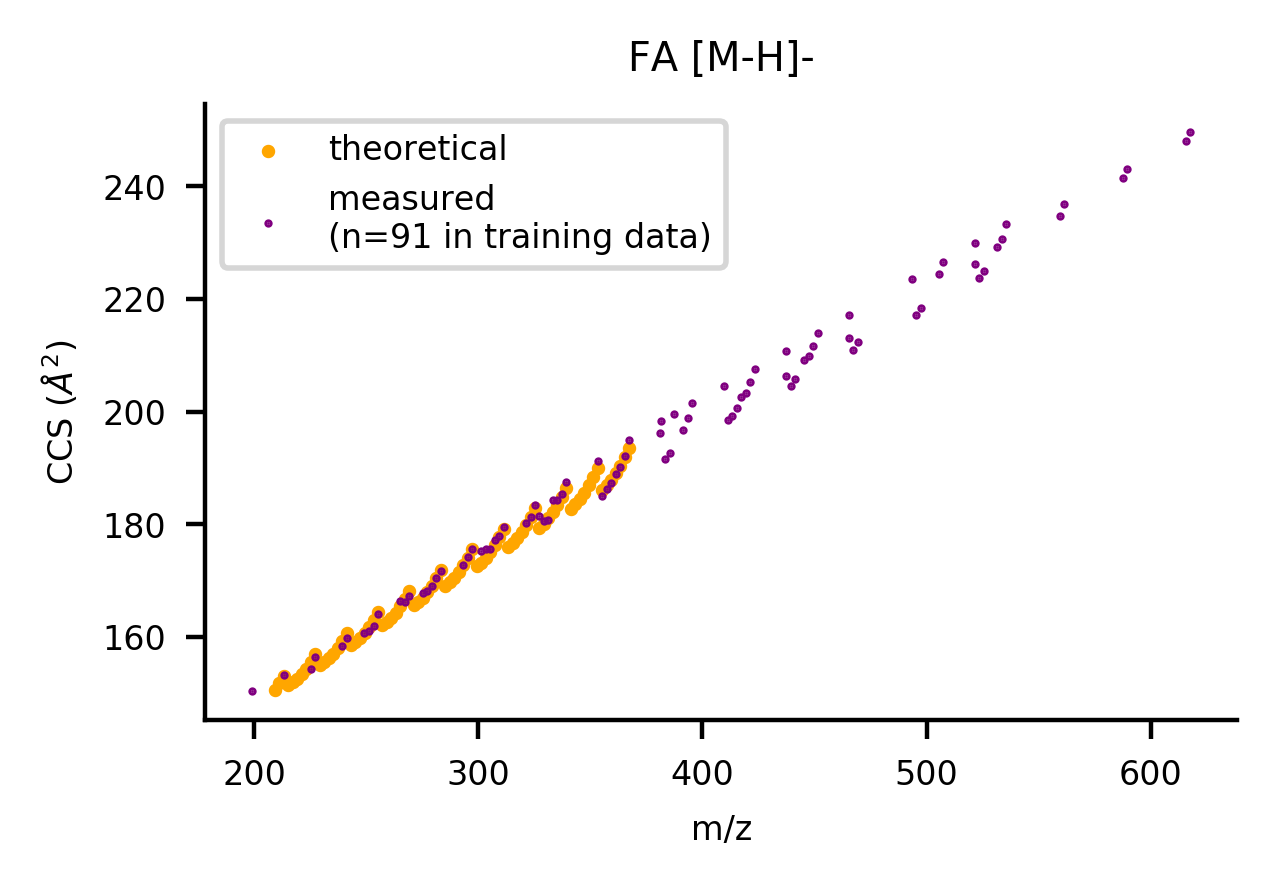 FA [M-H]-
theoretical
measured
(n=91 in training data)
CCS (Å²)
240
220
200
180
160
200
300
400
500
600
m/z